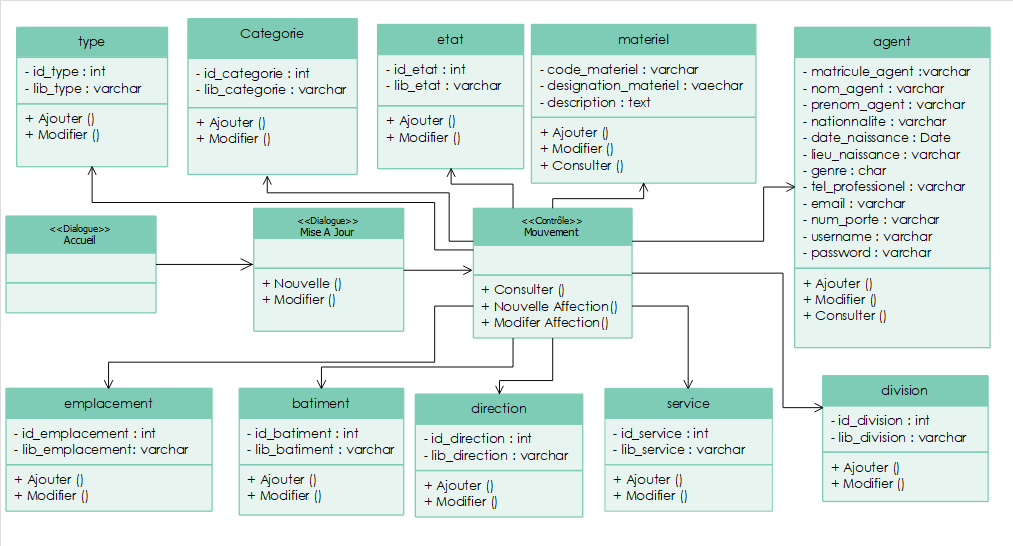 type
- id_type : int
- lib_type : varchar
+ Ajouter ()
+ Modifier ()
Categorie
- id_categorie : int
- lib_categorie : varchar
+ Ajouter ()
+ Modifier ()
etat
- id_etat : int
- lib_etat : varchar
+ Ajouter ()
+ Modifier ()
materiel
- code_materiel : varchar
- designation_materiel : vaechar
- description : text
+ Ajouter ()
+ Modifier ()
+ Consulter ()
agent
- matricule_agent :varchar
- nom_agent : varchar
- prenom_agent : varchar
- nationnalite : varchar
- date_naissance : Date
- lieu_naissance : varchar
- genre : char
- tel_professionel : varchar
- email : varchar
- num_porte : varchar
- username : varchar
- password : varchar
+ Ajouter ()
+ Modifier ()
+ Consulter ()
<<Dialogue>>
Accueil
<<Dialogue>>
Mise A Jour
+ Nouvelle ()
+ Modifier ()
<<Contrôle>>
Mouvement
+ Consulter ()
+ Nouvelle Affection()
+ Modifer Affection()
emplacement
- id_emplacement : int
- lib_emplacement: varchar
+ Ajouter ()
+ Modifier ()
batiment
- id_batiment : int
- lib_batiment : varchar
+ Ajouter ()
+ Modifier ()
direction
- id_direction : int
- lib_direction : varchar
+ Ajouter ()
+ Modifier ()
service
- id_service : int
- lib_service : varchar
+ Ajouter ()
+ Modifier ()
division
- id_division : int
- lib_division : varchar
+ Ajouter ()
+ Modifier ()